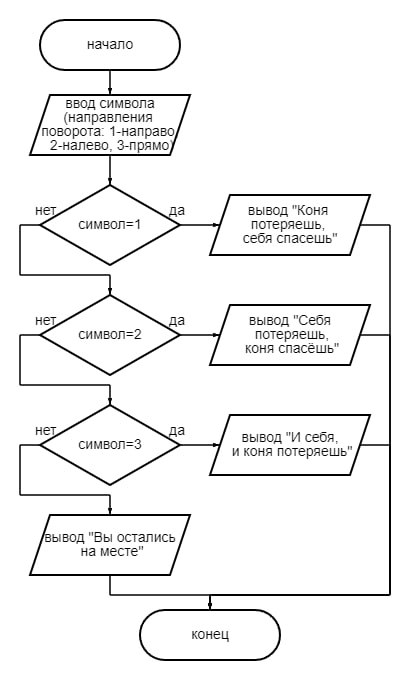 начало
ввод символа
(направления
поворота: 1-направо
2-налево, 3-прямо)
нет
да
символ=1
вывод "Коня
потеряешь,
себя спасешь"
нет
да
символ=2
вывод "Себя
потеряешь,
коня спасёшь"
нет
да
символ=3
вывод "И себя,
и коня потеряешь"
вывод "Вы остались
на месте"
конец